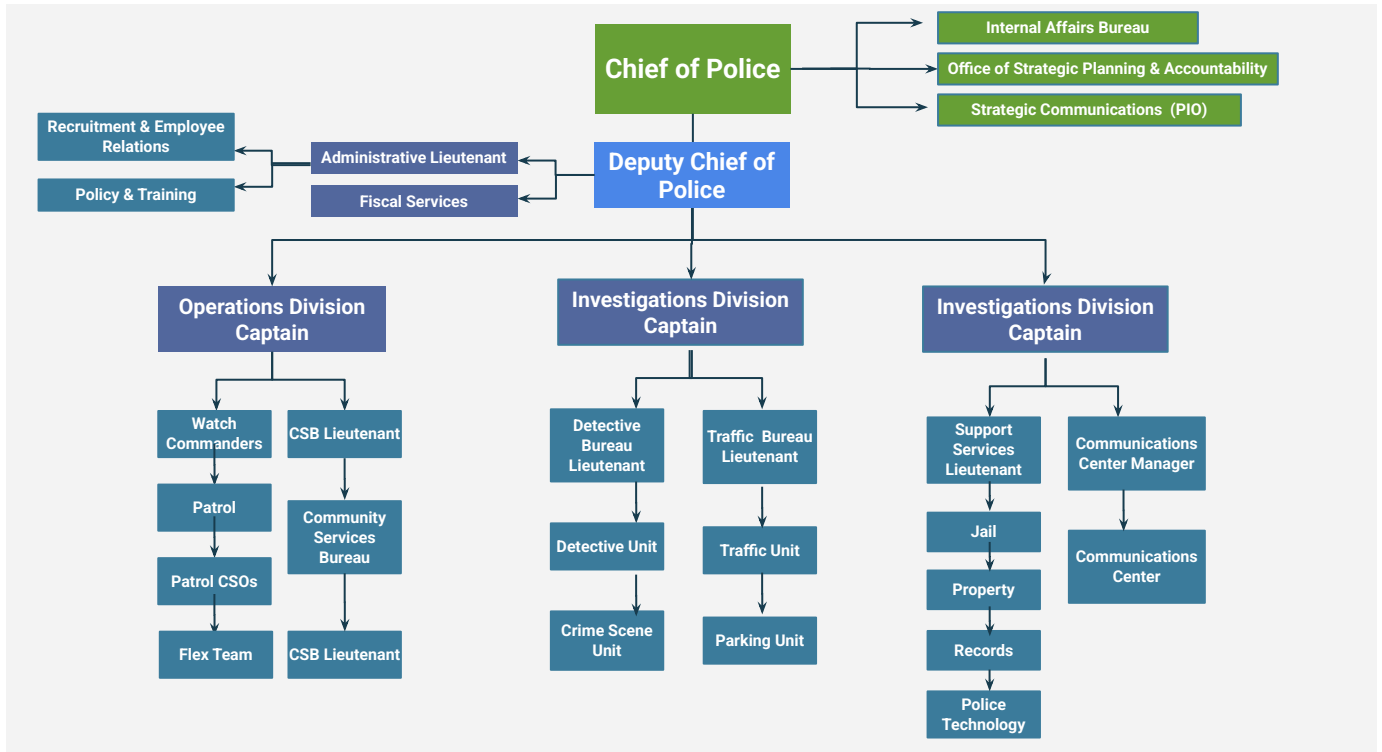 Chief of Police
Internal Affairs Bureau
Office of Strategic Planning & Accountability
Strategic Communications (PIO)
Recruitment & Employee
Relations
Policy & Training
Administrative Lieutenant
Fiscal Services
Deputy Chief of
Police
Operations Division
Captain
Investigations Division
Captain
Investigations Division
Captain
Watch
Commanders
Patrol
Patrol CSOs
Flex Team
CSB Lieutenant
Community
Services
Bureau
CSB Lieutenant
Detective
Bureau
Lieutenant
Detective Unit
Crime Scene
Unit
Traffic Bureau
Lieutenant
Traffic Unit
Parking Unit
Support
Services
Lieutenant
Jail
Property
Records
Police
Technology
Communications
Center Manager
Communications
Center